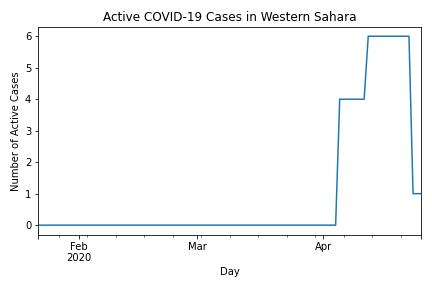 Active COVID-19 Cases in Western Sahara
Number of Active Cases
6
5
4
3
2
1
0
Feb
2020
Mar
Apr
Day